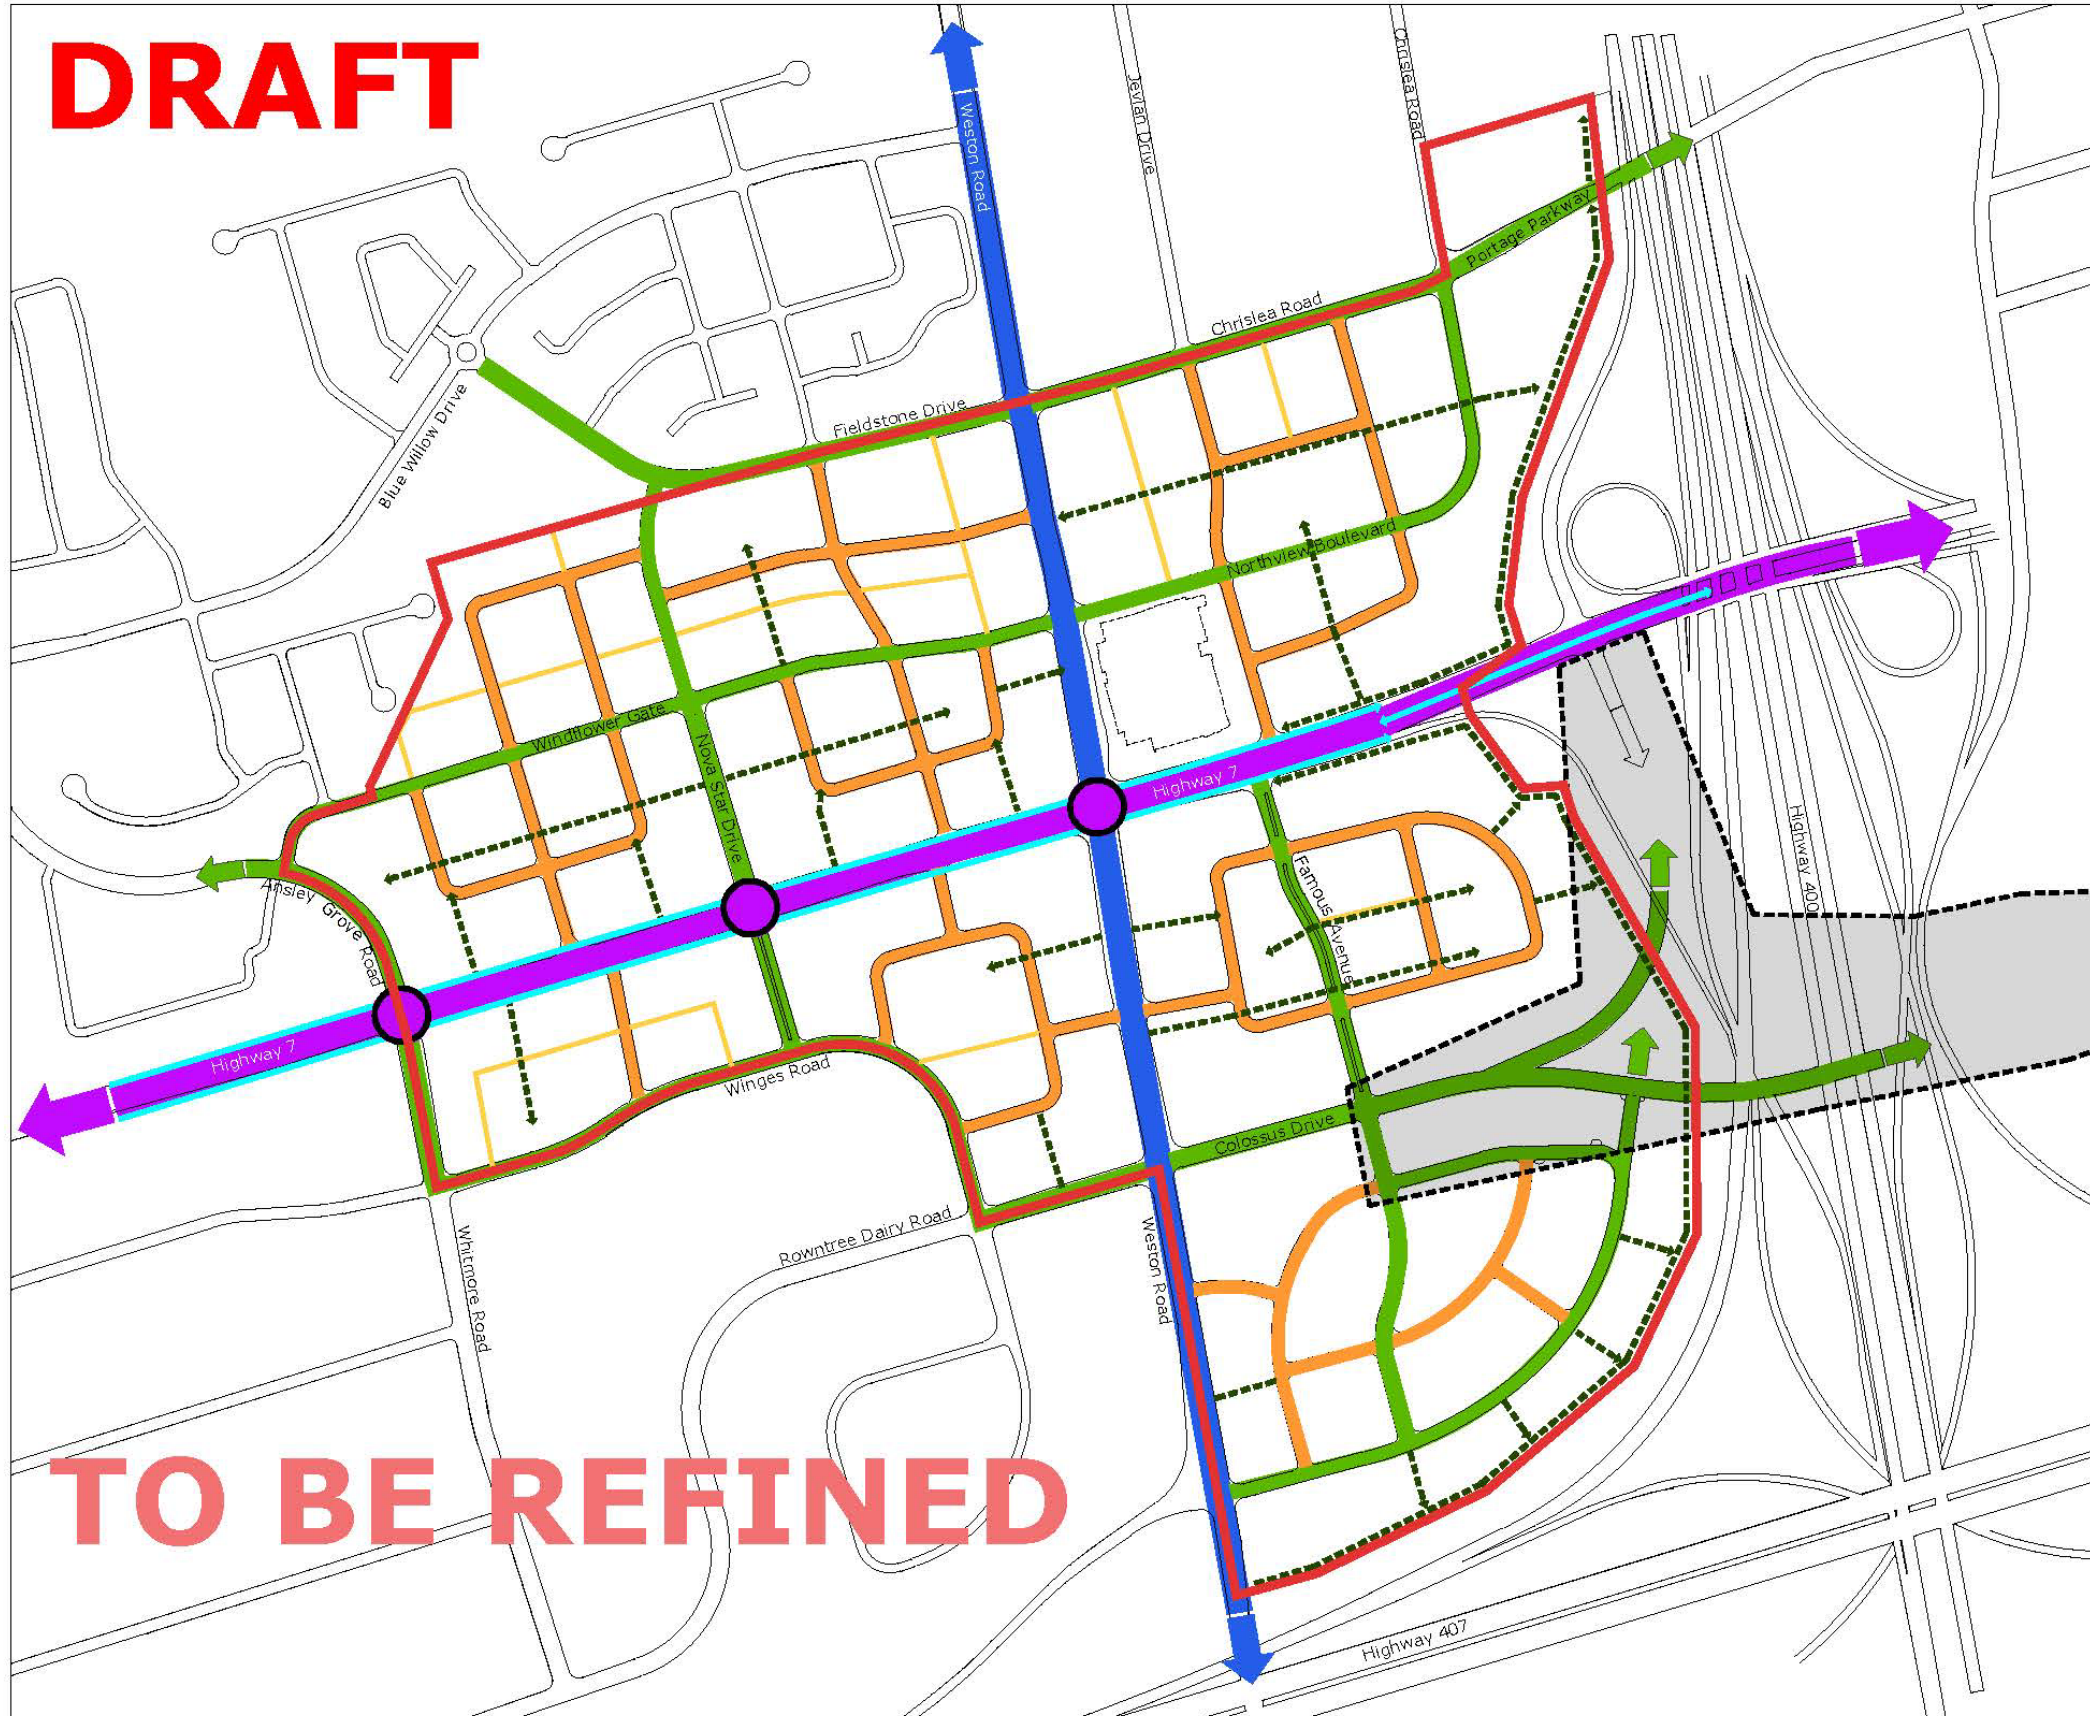 DRAFT
Weston Road
Jevlan Drive
Chrislea Road
Portage Parkway
Chrislea Road
Blue Willow Drive
Fieldstone Drive
Northview Boulevard
Windflower Gate
Nova Star Drive
Highway 7
Highway 400
Ansley Grove Road
Famous Avenue
Highway 7
Winges Road
Colossus Drive
Rowntree Dairy Road
Whitmore Road
Weston Road
TO BE REFINED
Highway 407